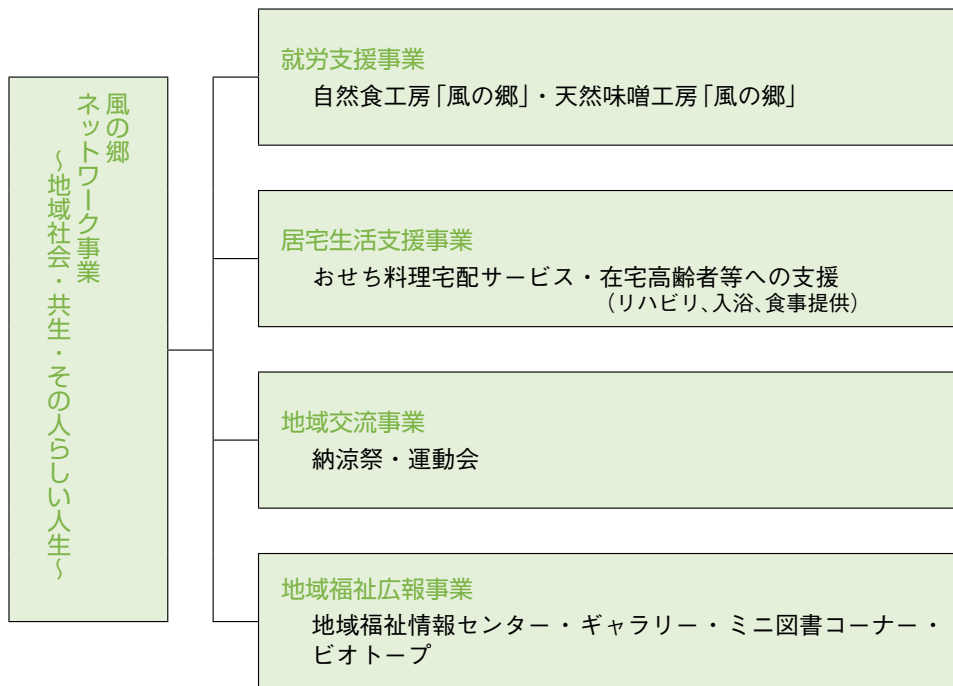 風の郷
ネットワーク事業
～地域社会・共生・その人らしい人生～
就労支援事業
自然食工房「風の郷」・天然味噌工房「風の郷」
居宅生活支援事業
おせち料理宅配サービス・在宅高齢者等への支援
（リハビリ、入浴、食事提供）
地域交流事業
納涼祭・運動会
地域福祉広報事業
地域福祉情報センター・ギャラリー・ミニ図書コーナー・
ビオトープ